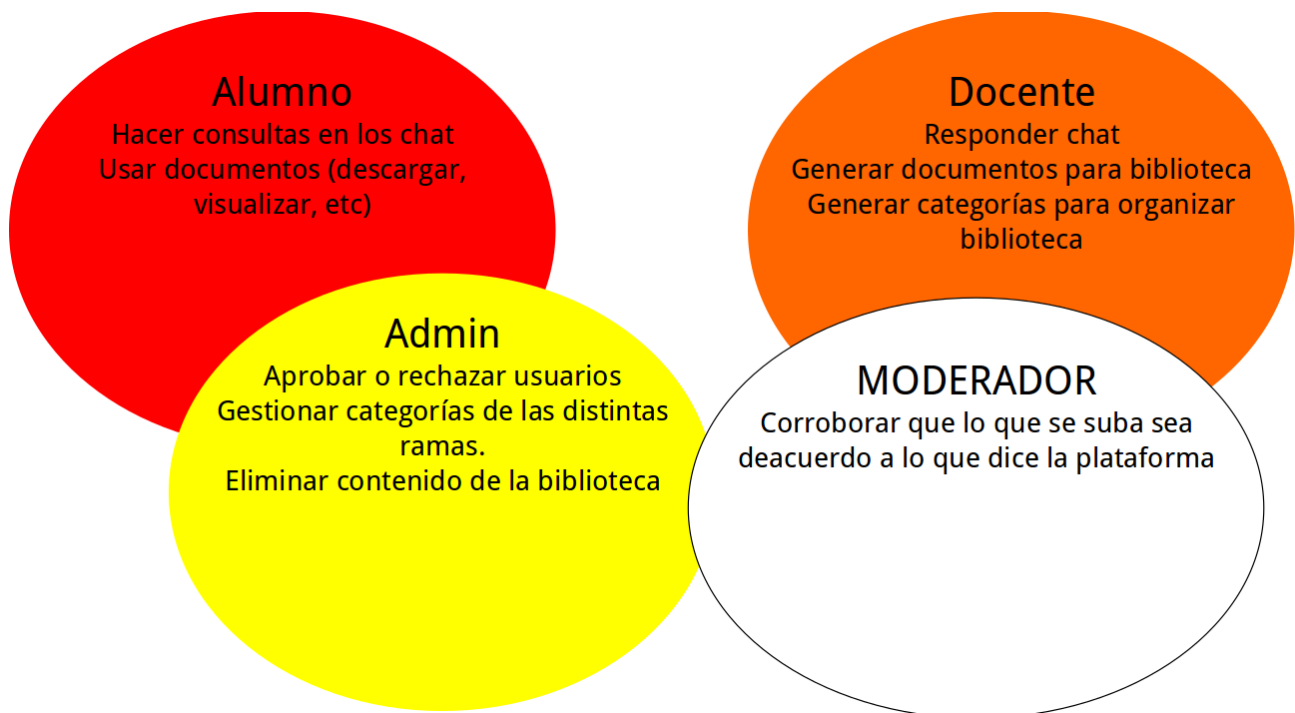 Alumno
Hacer consultas en los chat
Usar documentos (descargar,
visualizar, etc)
Docente
Responder chat
Generar documentos para biblioteca
Generar categorías para organizar
biblioteca
Admin
Aprobar o rechazar usuarios
Gestionar categorías de las distintas
ramas.
Eliminar contenido de la biblioteca
MODERADOR
Corroborar que lo que se suba sea
deacuerdo a lo que dice la plataforma